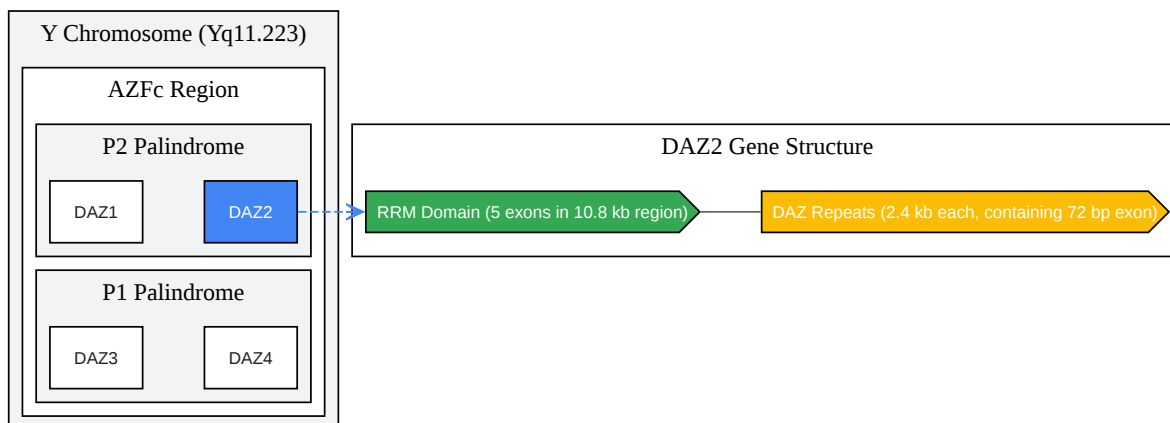 Y Chromosome (Yq11.223)
AZFc Region
P2 Palindrome
DAZ1
DAZ2
P1 Palindrome
DAZ3
DAZ4
DAZ2 Gene Structure
RRM Domain (5 exons in 10.8 kb region)
DAZ Repeats (2.4 kb each, containing 72 bp exon)